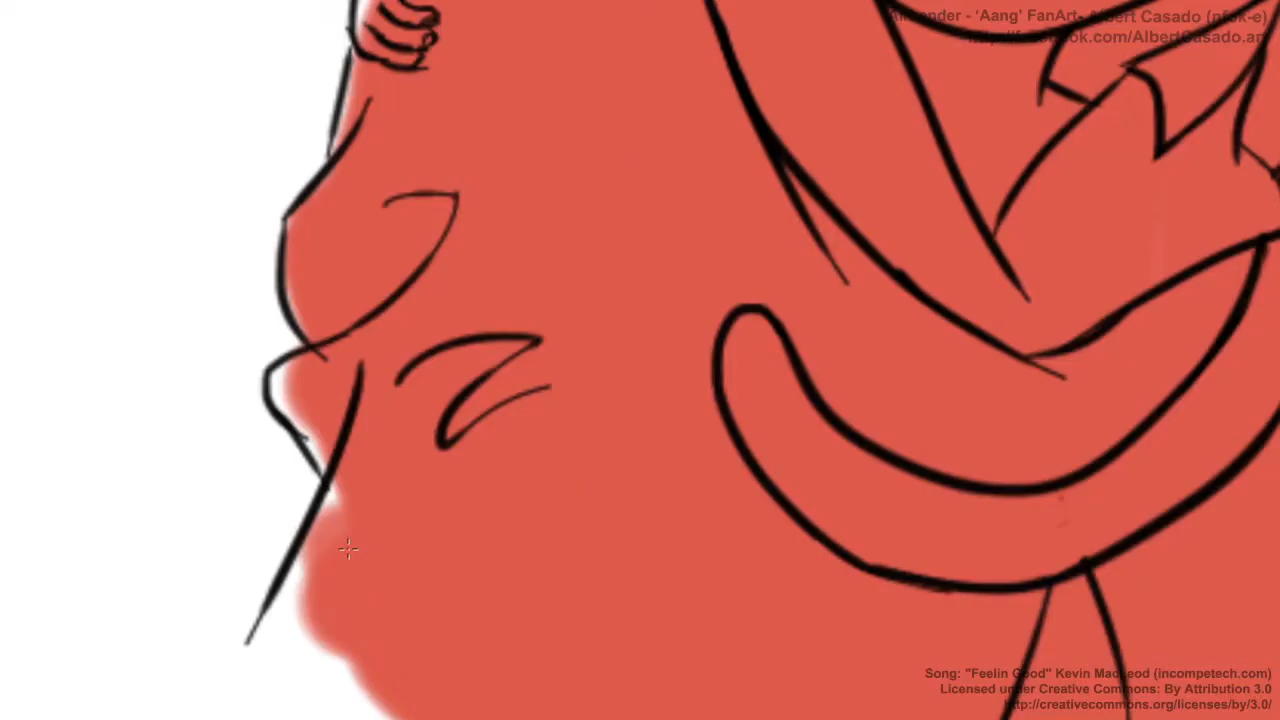 - 'Aang' FanArt- Albert Casado (nfok-e)
Song: "Feelin Good" Kevin MacLeod (incompetech.com)
Licensed under Creative Commons: By Attribution 3.0
http://creativecommons.org/licenses/by/3.0/